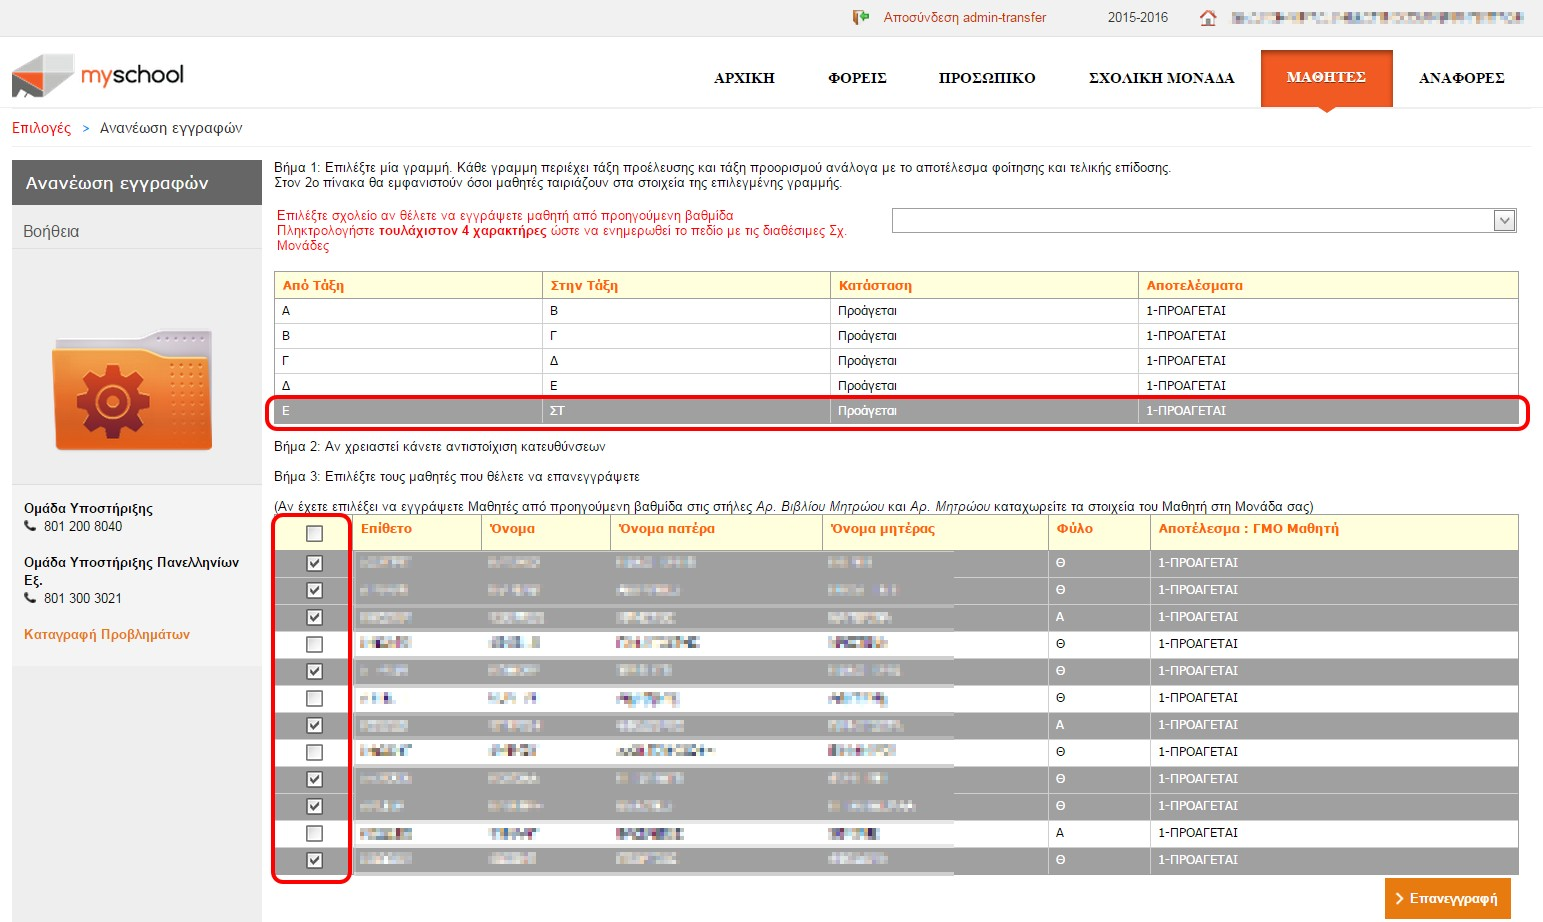 Αποσύνδεση admin-transfer 2015-2016
myschool
ΑΡΧΙΚΗ ΦΟΡΕΙΣ ΠΡΟΣΩΠΙΚΟ ΣΧΟΛΙΚΗ ΜΟΝΑΔΑ ΜΑΘΗΤΕΣ ΑΝΑΦΟΡΕΣ
Επιλογές > Ανανέωση εγγραφών
Ανανέωση εγγραφών
Βοήθεια
Ομάδα Υποστήριξης
801 200 8040
Ομάδα Υποστήριξης Πανελληνίων
Εξ.
801 300 3021
Καταγραφή Προβλημάτων
Βήμα 1: Επιλέξτε μία γραμμή. Κάθε γραμμη περιέχει τάξη προέλευσης και τάξη προορισμού ανάλογα με το αποτέλεσμα φοίτησης και τελικής επίδοσης.
Στον 2ο πίνακα θα εμφανιστούν όσοι μαθητές ταιριάζουν στα στοιχεία της επιλεγμένης γραμμής.
Επιλέξτε σχολείο αν θέλετε να εγγράψετε μαθητή από προηγούμενη βαθμίδα
Πληκτρολογήστε τουλάχιστον 4 χαρακτήρες ώστε να ενημερωθεί το πεδίο με τις διαθέσιμες Σχ.
Μονάδες
Από Τάξη Στην Τάξη Κατάσταση Αποτελέσματα
Α Β Προάγεται 1-ΠΡΟΑΓΕΤΑΙ
Β Γ Προάγεται 1-ΠΡΟΑΓΕΤΑΙ
Γ Δ Προάγεται 1-ΠΡΟΑΓΕΤΑΙ
Δ Ε Προάγεται 1-ΠΡΟΑΓΕΤΑΙ
Ε ΣΤ Προάγεται 1-ΠΡΟΑΓΕΤΑΙ
Βήμα 2: Αν χρειαστεί κάνετε αντιστοίχιση κατευθύνσεων
Βήμα 3: Επιλέξτε τους μαθητές που θέλετε να επανεγγράψετε
(Αν έχετε επιλέξει να εγγράψετε Μαθητές από προηγούμενη βαθμίδα στις στήλες Αρ. Βιβλίου Μητρώου και Αρ. Μητρώου καταχωρείτε τα στοιχεία του Μαθητή στη Μονάδα σας)
Επίθετο Όνομα Όνομα πατέρα Όνομα μητέρας Φύλο Αποτέλεσμα : ΓΜΟ Μαθητή
Θ 1-ΠΡΟΑΓΕΤΑΙ
Θ 1-ΠΡΟΑΓΕΤΑΙ
Α 1-ΠΡΟΑΓΕΤΑΙ
Θ 1-ΠΡΟΑΓΕΤΑΙ
Θ 1-ΠΡΟΑΓΕΤΑΙ
Θ 1-ΠΡΟΑΓΕΤΑΙ
Α 1-ΠΡΟΑΓΕΤΑΙ
Θ 1-ΠΡΟΑΓΕΤΑΙ
Θ 1-ΠΡΟΑΓΕΤΑΙ
Θ 1-ΠΡΟΑΓΕΤΑΙ
Α 1-ΠΡΟΑΓΕΤΑΙ
Θ 1-ΠΡΟΑΓΕΤΑΙ
Επανεγγραφή